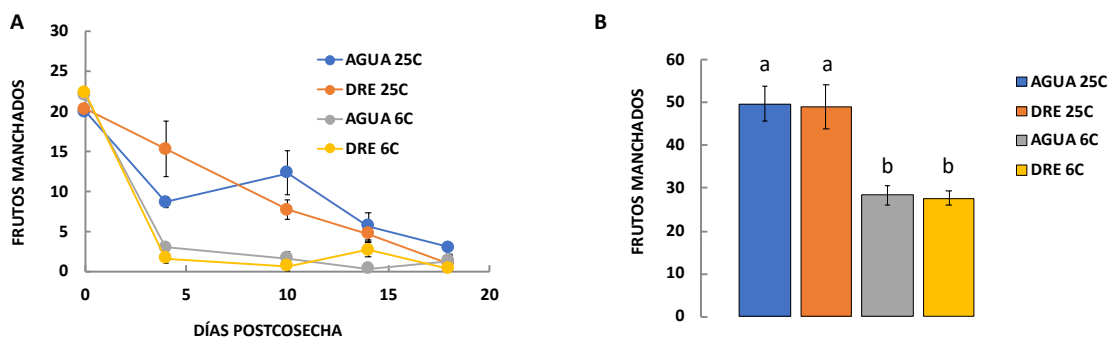 A
FRUTOS MANCHADOS
30
25
20
15
10
5
0
0
5
10
15
20
DÍAS POSTCOSECHA
AGUA 25C
DRE 25C
AGUA 6C
DRE 6C
B
FRUTOS MANCHADOS
60
50
40
30
20
10
0
a
a
b
b
AGUA 25C
DRE 25C
AGUA 6C
DRE 6C